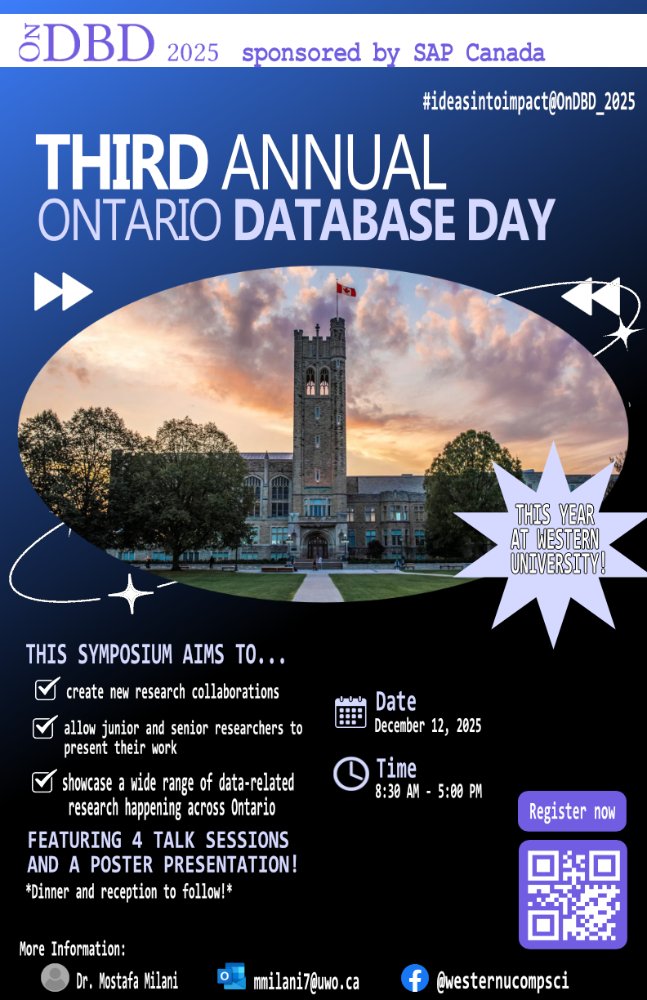 ONDBD 2025 sponsored by SAP Canada
#ideasintoimpact@OnDBD_2025
THIRD ANNUAL
ONTARIO DATABASE DAY
THIS YEAR
AT WESTERN
UNIVERSITY!
THIS SYMPOSIUM AIMS TO...
create new research collaborations
allow junior and senior researchers to
present their work
showcase a wide range of data-related
research happening across Ontario
FEATURING 4 TALK SESSIONS
AND A POSTER PRESENTATION!
*Dinner and reception to follow!*
Date
December 12, 2025
Time
8:30 AM - 5:00 PM
Register now
More Information:
Dr. Mostafa Milani
mmilani7@uwo.ca
@westernucompsci